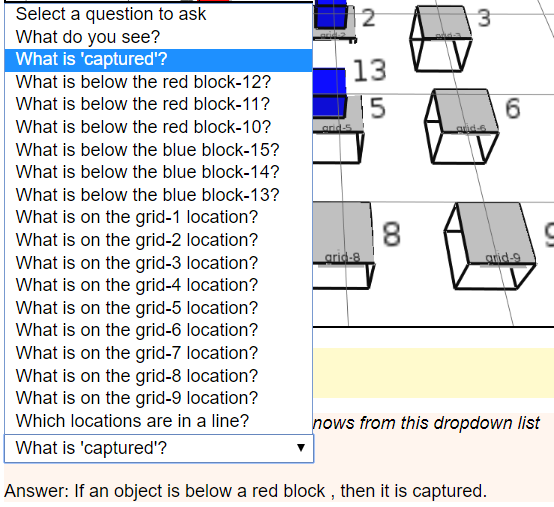 Select a question to ask
What do you see?
What is 'captured'?
What is below the red block-12?
What is below the red block-11?
What is below the red block-10?
What is below the blue block-15?
What is below the blue block-14?
What is below the blue block-13?
What is on the grid-1 location?
What is on the grid-2 location?
What is on the grid-3 location?
What is on the grid-4 location?
What is on the grid-5 location?
What is on the grid-6 location?
What is on the grid-7 location?
What is on the grid-8 location?
What is on the grid-9 location?
Which locations are in a line?
What is 'captured'?
2
grid-2
3
grid-3
13
5
grid-5
6
grid-6
8
grid-8
9
grid-9
nows from this dropdown list
Answer: If an object is below a red block , then it is captured.